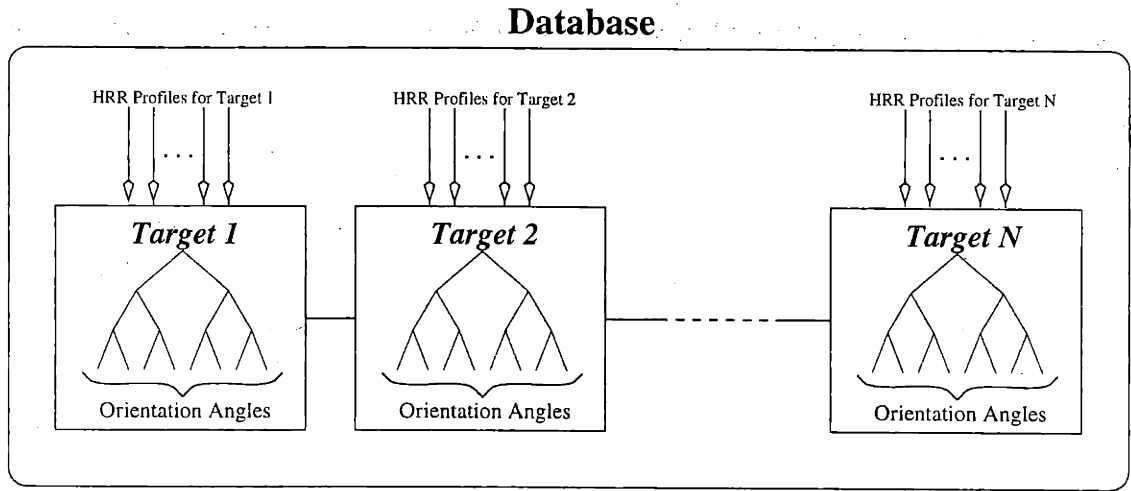 Database
HRR Profiles for Target 1
HRR Profiles for Target 2
HRR Profiles for Target N
. . .
. . .
. . .
Target 1
Target 2
Target N
Orientation Angles
Orientation Angles
Orientation Angles